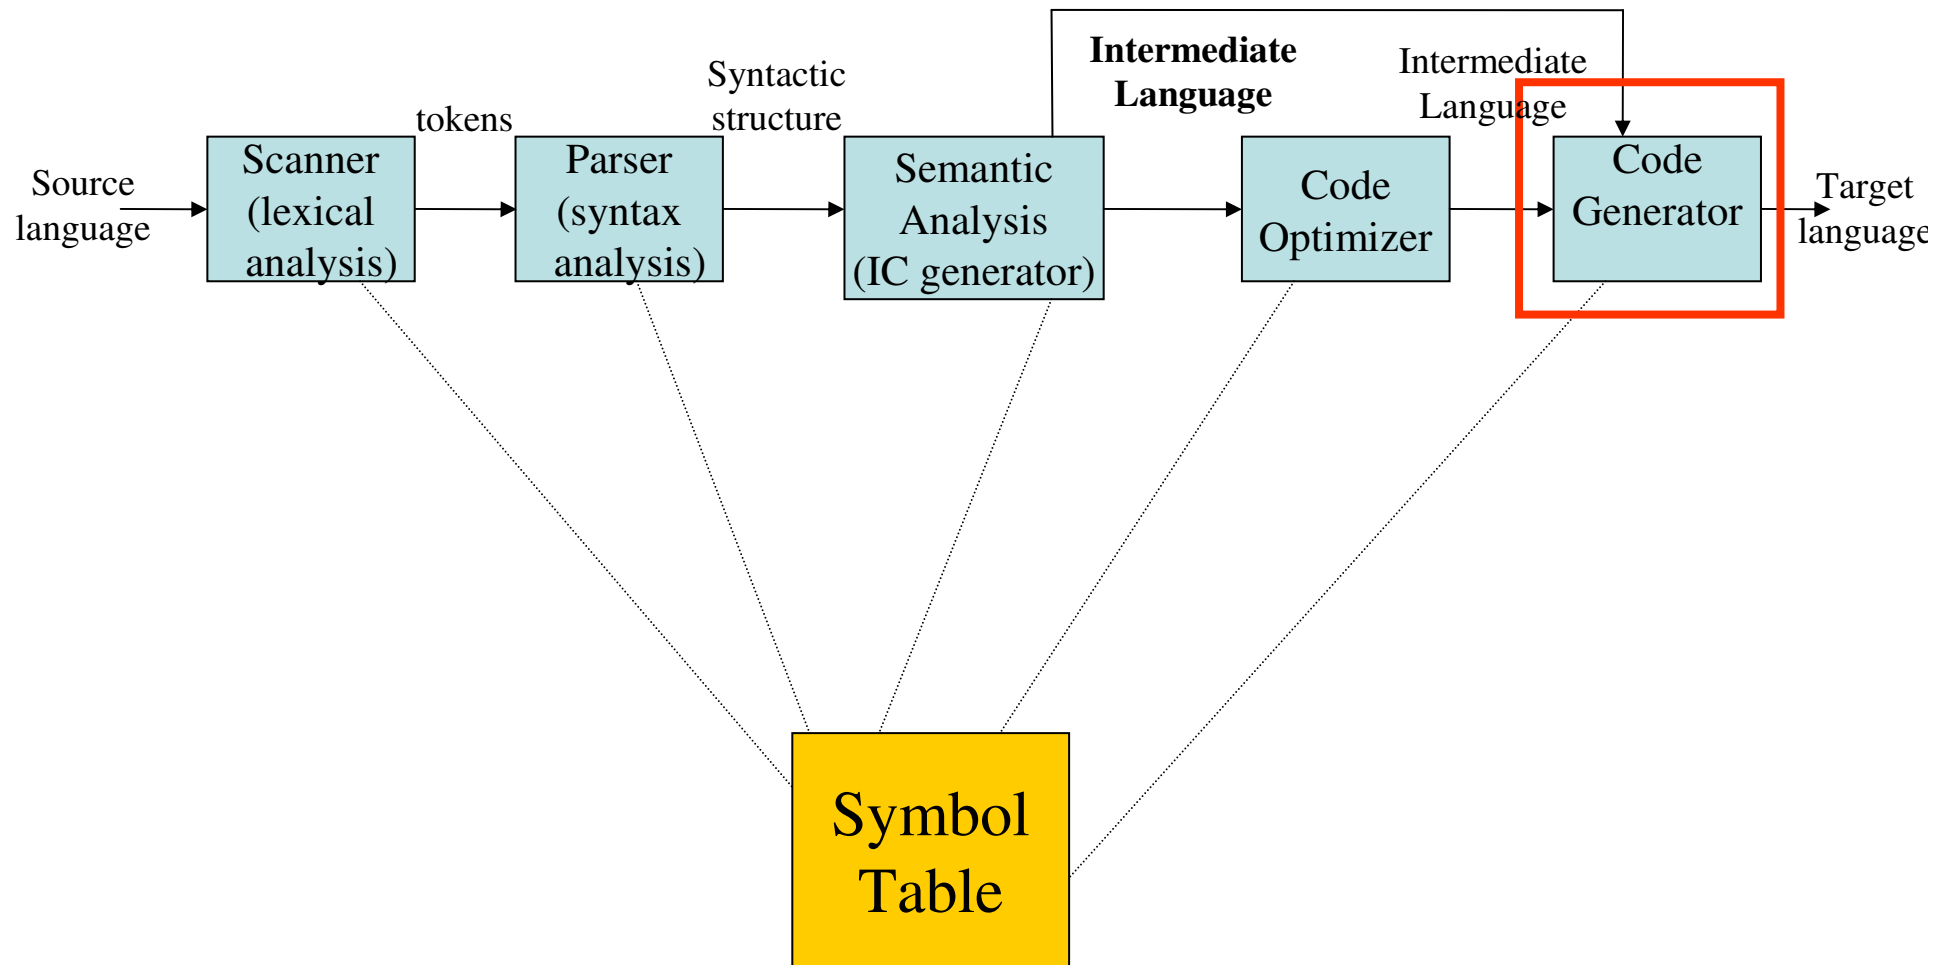 Source
language
Scanner
(lexical
analysis)
tokens
Parser
(syntax
analysis)
Syntactic
structure
Semantic
Analysis
(IC generator)
Intermediate
Language
Code
Optimizer
Intermediate
Language
Code
Generator
Target
language
Symbol
Table